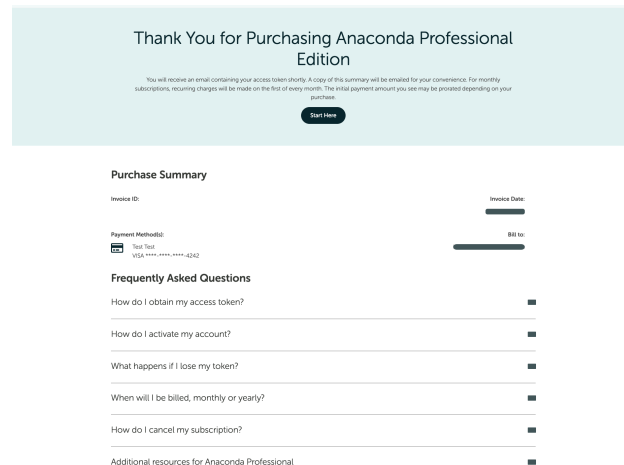 Thank You for Purchasing Anaconda Professional
Edition
You will receive an email containing your access token shortly. A copy of this summary will be emailed for your convenience. For monthly
subscriptions, recurring charges will be made on the first of every month. The initial payment amount you see may be prorated depending on your
purchase.
Start Here
Purchase Summary
Invoice ID:
Invoice Date:
Payment Method(s):
Bill to:
Test Test
VISA ****-****-****-4242
Frequently Asked Questions
How do I obtain my access token?
How do I activate my account?
What happens if I lose my token?
When will I be billed, monthly or yearly?
How do I cancel my subscription?
Additional resources for Anaconda Professional